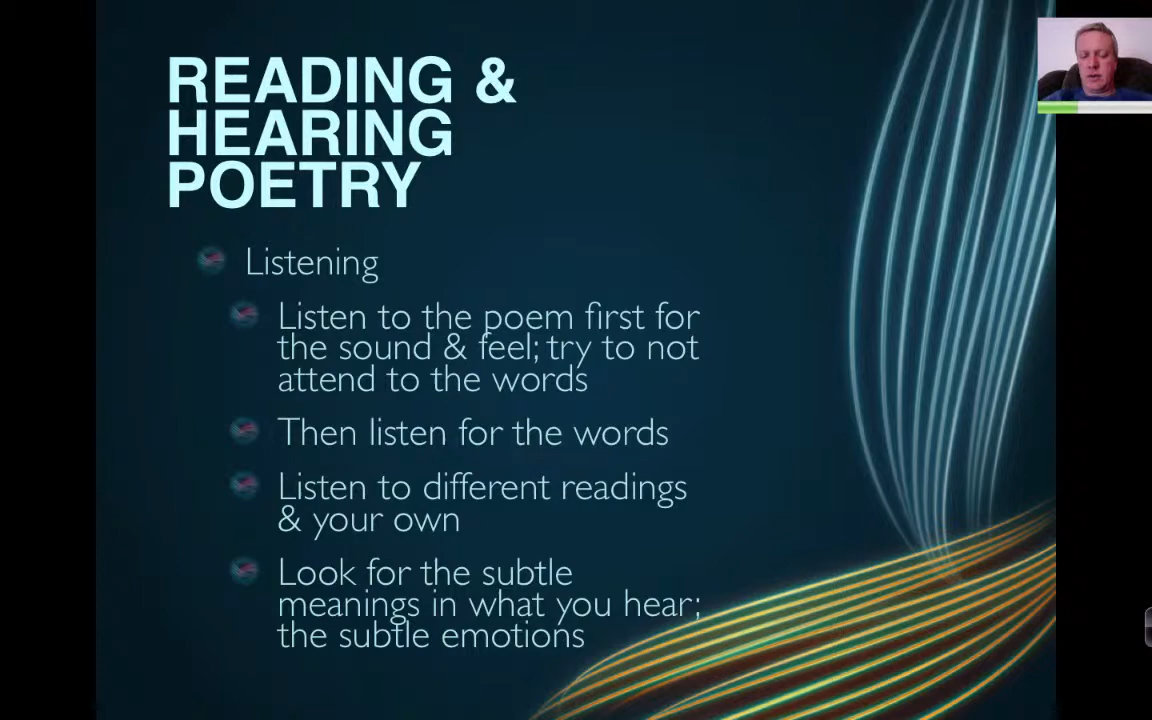 READING &
HEARING
POETRY
Listening
Listen to the poem first for
the sound & feel; try to not
attend to the words
Then listen for the words
Listen to different readings
& your own
Look for the subtle
meanings in what you hear;
the subtle emotions